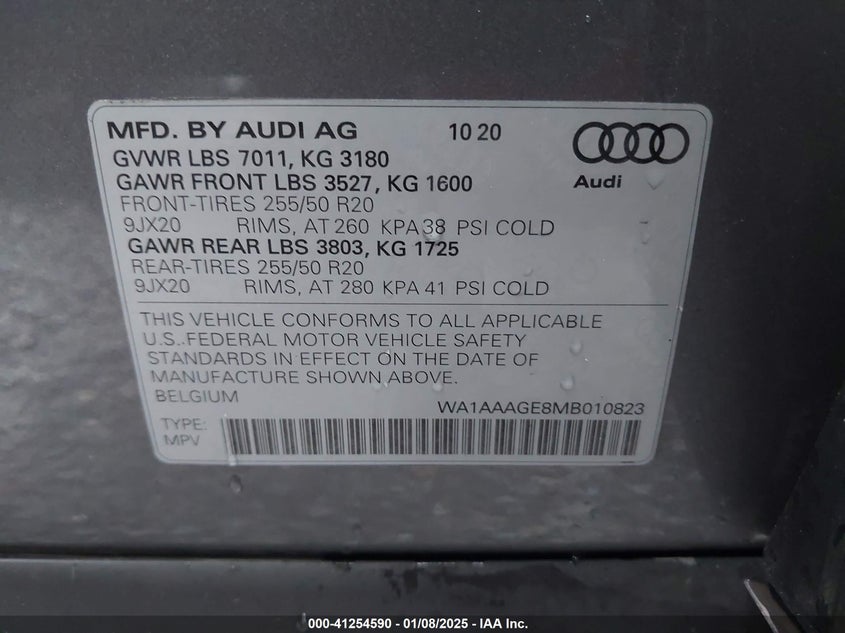 MFD. BY AUDI AG 10 20
GVWR LBS 7011, KG 3180
GAWR FRONT LBS 3527, KG 1600
Audi
FRONT-TIRES 255/50 R20
9JX20 RIMS, AT 260 KPA 38 PSI COLD
GAWR REAR LBS 3803, KG 1725
REAR-TIRES 255/50 R20
9JX20 RIMS, AT 280 KPA 41 PSI COLD
THIS VEHICLE CONFORMS TO ALL APPLICABLE
U.S. FEDERAL MOTOR VEHICLE SAFETY
STANDARDS IN EFFECT ON THE DATE OF
MANUFACTURE SHOWN ABOVE.
BELGIUM WA1AAAGE8MB010823
TYPE:
MPV
000-41254590 - 01/08/2025 - IAA Inc.